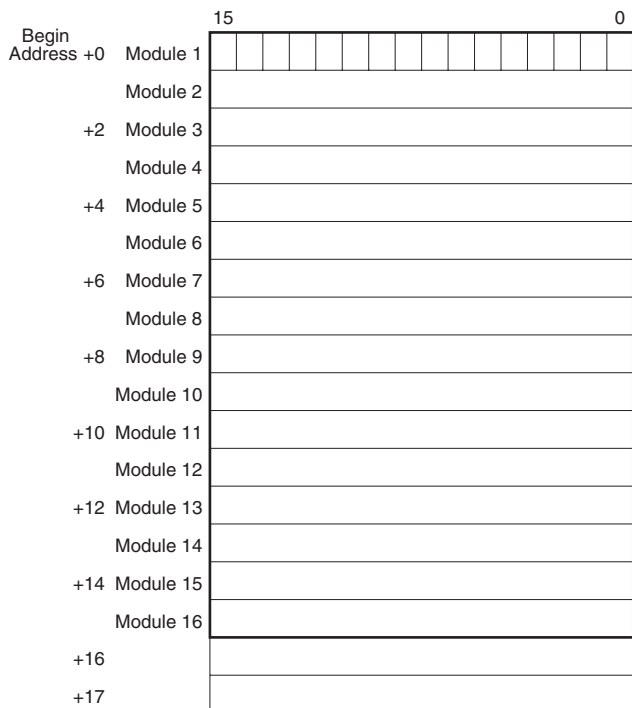 15 0
Begin
Address +0 Module 1
Module 2
+2 Module 3
Module 4
+4 Module 5
Module 6
+6 Module 7
Module 8
+8 Module 9
Module 10
+10 Module 11
Module 12
+12 Module 13
Module 14
+14 Module 15
Module 16
+16
+17